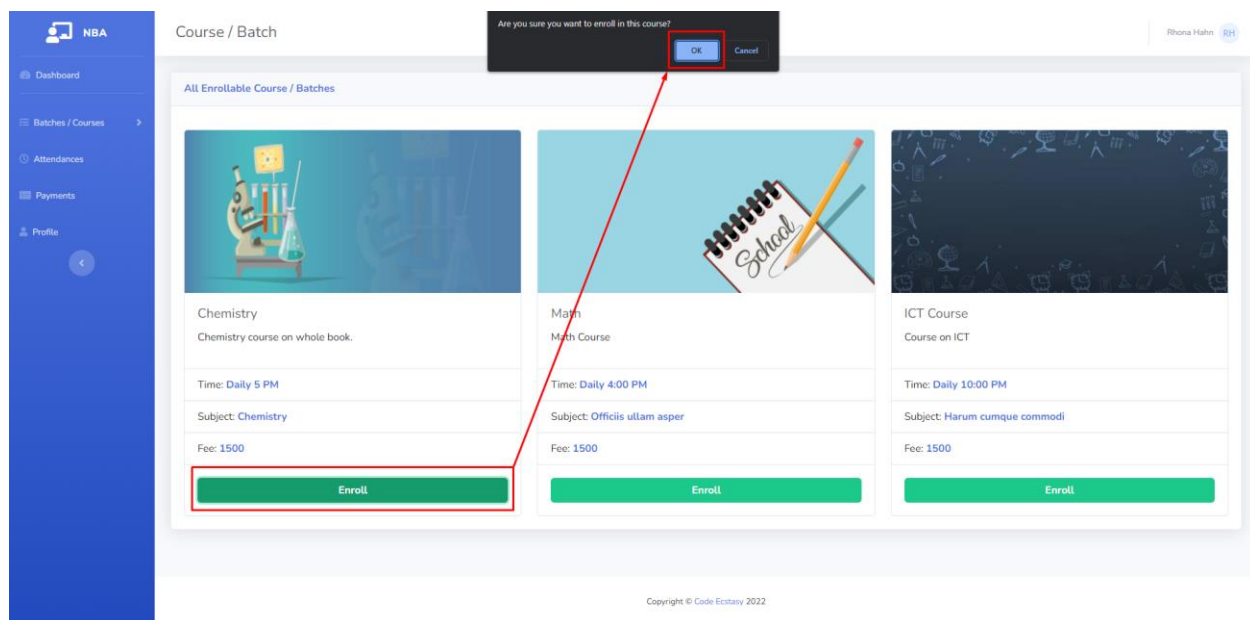 NBA
Course / Batch
Are you sure you want to enroll in this course?
OK
Cancel
Rhona Hahn
RH
Dashboard
Batches / Courses
Attendances
Payments
Profile
All Enrollable Course / Batches
School
Chemistry
Chemistry course on whole book.
Time: Daily 5 PM
Subject: Chemistry
Fee: 1500
Enroll
Math
Math Course
Time: Daily 4:00 PM
Subject: Officiis ullam asper
Fee: 1500
Enroll
ICT Course
Course on ICT
Time: Daily 10:00 PM
Subject: Harum cumque commodi
Fee: 1500
Enroll
Copyright © Code Ecstasy 2022